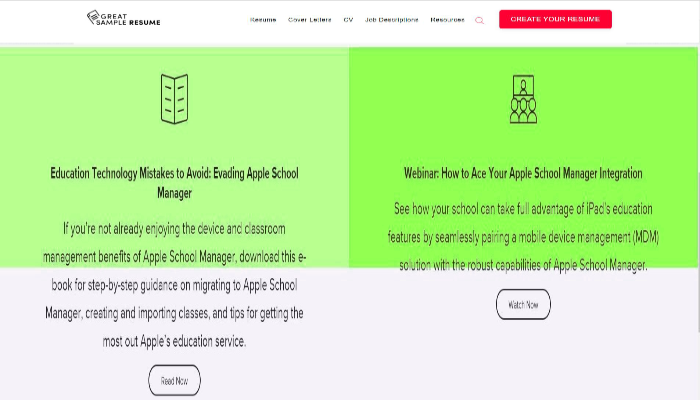 GREAT
SAMPLE RESUME
Resume Cover Letters CV Job Descriptions Resources CREATE YOUR RESUME
Education Technology Mistakes to Avoid: Evading Apple School
Manager
If you're not already enjoying the device and classroom
management benefits of Apple School Manager, download this e-
book for step-by-step guidance on migrating to Apple School
Manager, creating and importing classes, and tips for getting the
most out Apple's education service.
Read Now
Webinar: How to Ace Your Apple School Manager Integration
See how your school can take full advantage of iPad's education
features by seamlessly pairing a mobile device management (MDM)
solution with the robust capabilities of Apple School Manager.
Watch Now